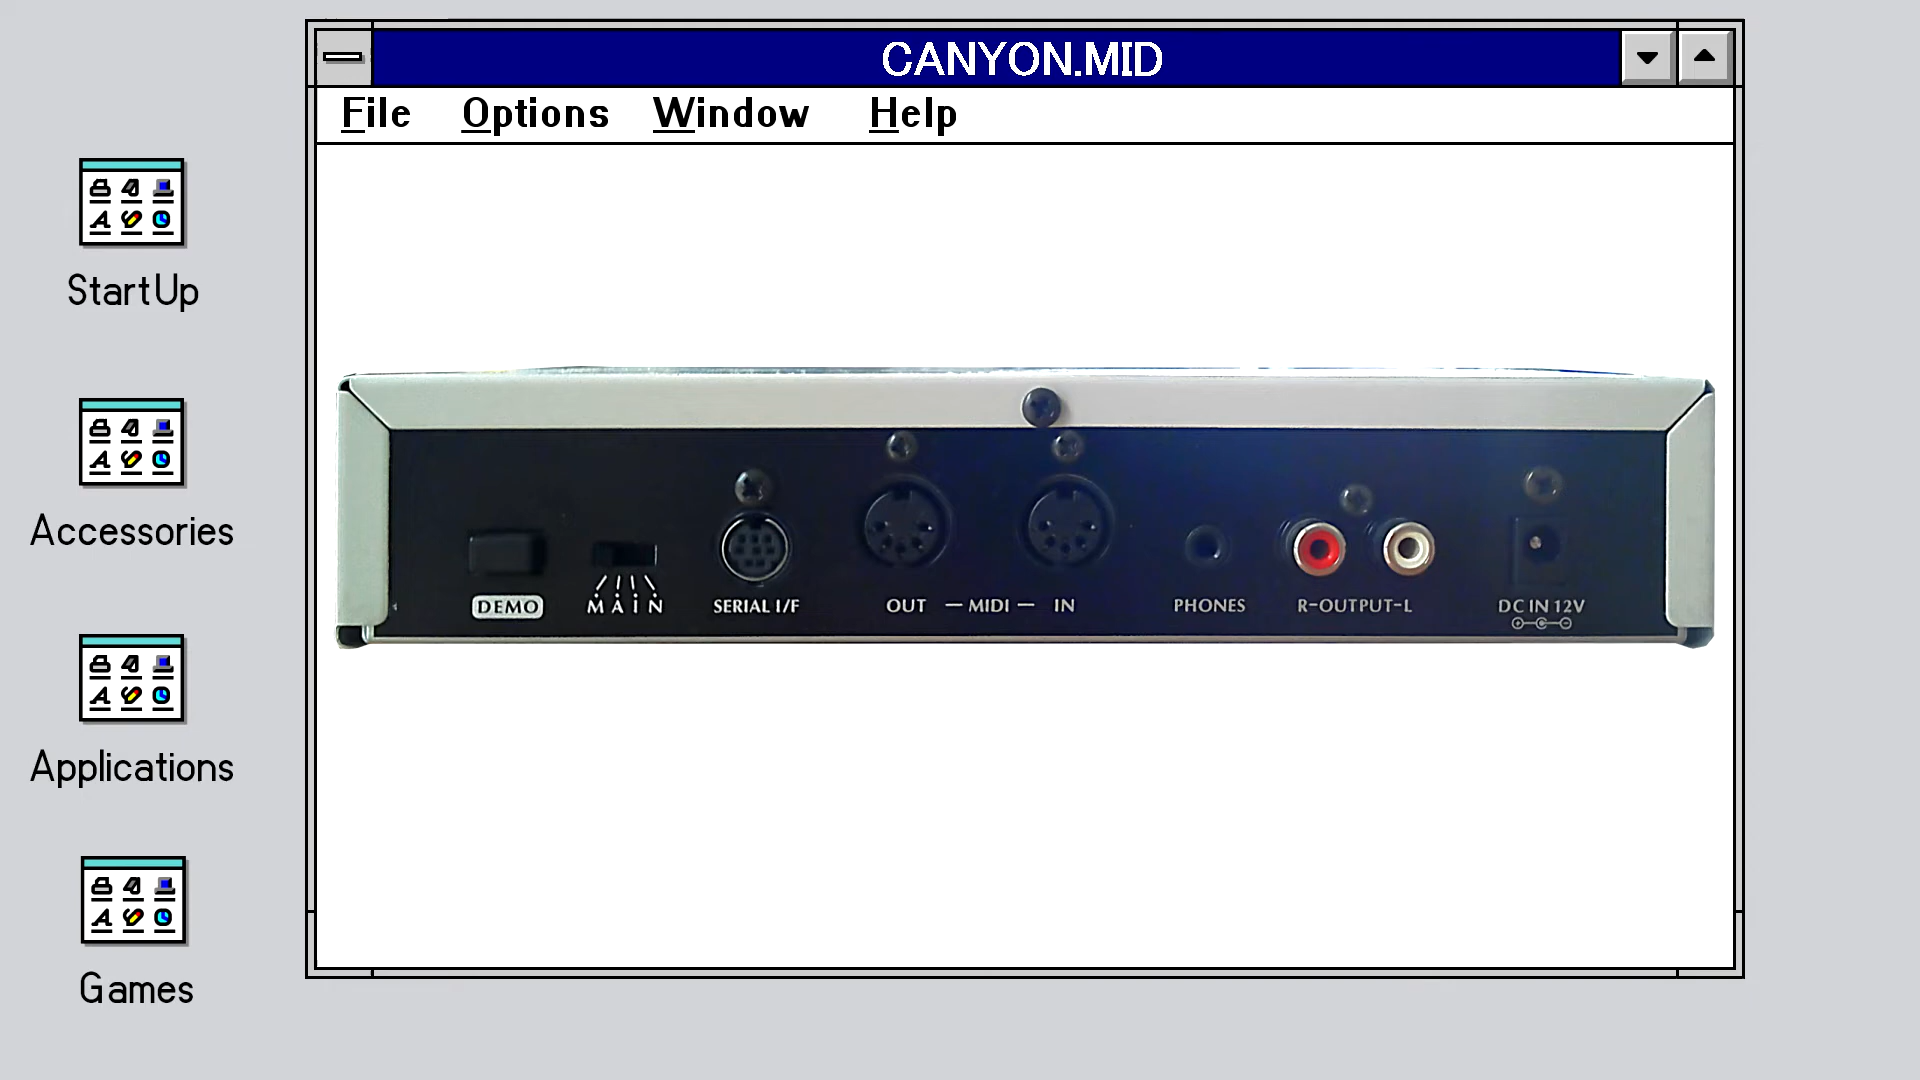 CANYON.MID
File Options Window Help
StartUp
Accessories
Applications
Games
DEMO
MAIN
SERIAL I/F
OUT — MIDI — IN
PHONES
R-OUTPUT-L
DC IN 12V